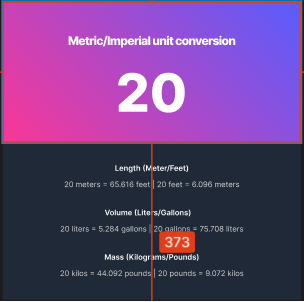 Metric/Imperial unit conversion
20
Length (Meter/Feet)
20 meters = 65.616 feet | 20 feet = 6.096 meters
Volume (Liters/Gallons)
20 liters = 5.284 gallons | 20 gallons = 75.708 liters
373
Mass (Kilograms/Pounds)
20 kilos = 44.092 pounds | 20 pounds = 9.072 kilos